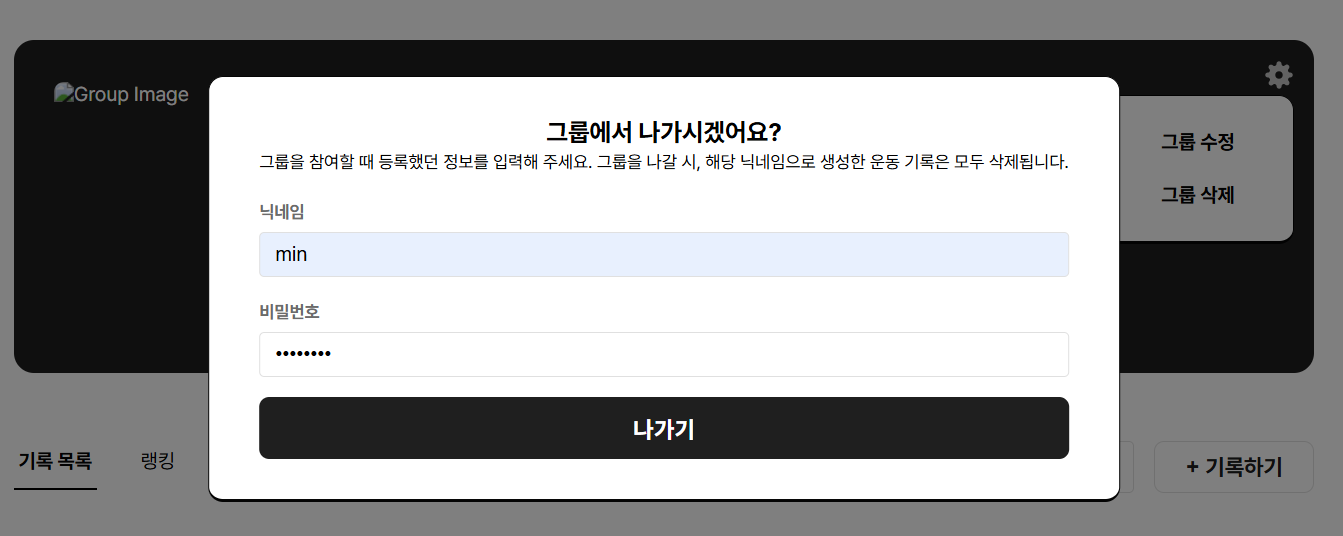 Group Image
그룹에서 나가시겠어요?
그룹을 참여할 때 등록했던 정보를 입력해 주세요. 그룹을 나갈 시, 해당 닉네임으로 생성한 운동 기록은 모두 삭제됩니다.
닉네임
min
비밀번호
••••••••
나가기
그룹 수정
그룹 삭제
기록 목록
랭킹
+ 기록하기